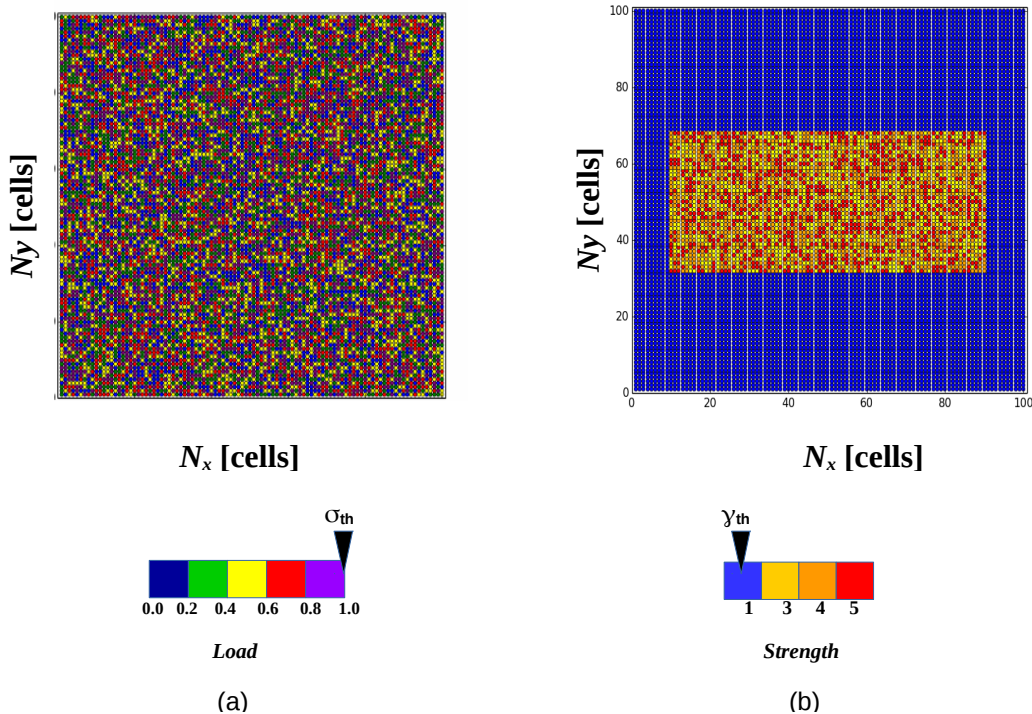 Ny [cells]
Nx [cells]
σth
0.0 0.2 0.4 0.6 0.8 1.0
Load
(a)
Ny [cells]
100
80
60
40
20
0
0 20 40 60 80 100
Nx [cells]
γth
1 3 4 5
Strength
(b)